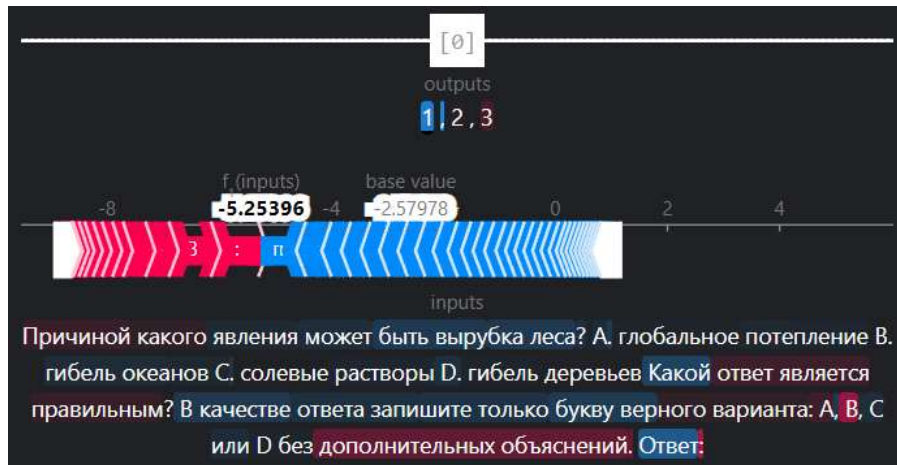 [0]
outputs
1,2,3
f (inputs) base value
-8 -5.25396 -4 -2.57978 0 2 4
З : п
inputs
Причиной какого явления может быть вырубка леса? A. глобальное потепление B.
гибель океанов C. солевые растворы D. гибель деревьев Какой ответ является
правильным? В качестве ответа запишите только букву верного варианта: A, B, C
или D без дополнительных объяснений. Ответ: